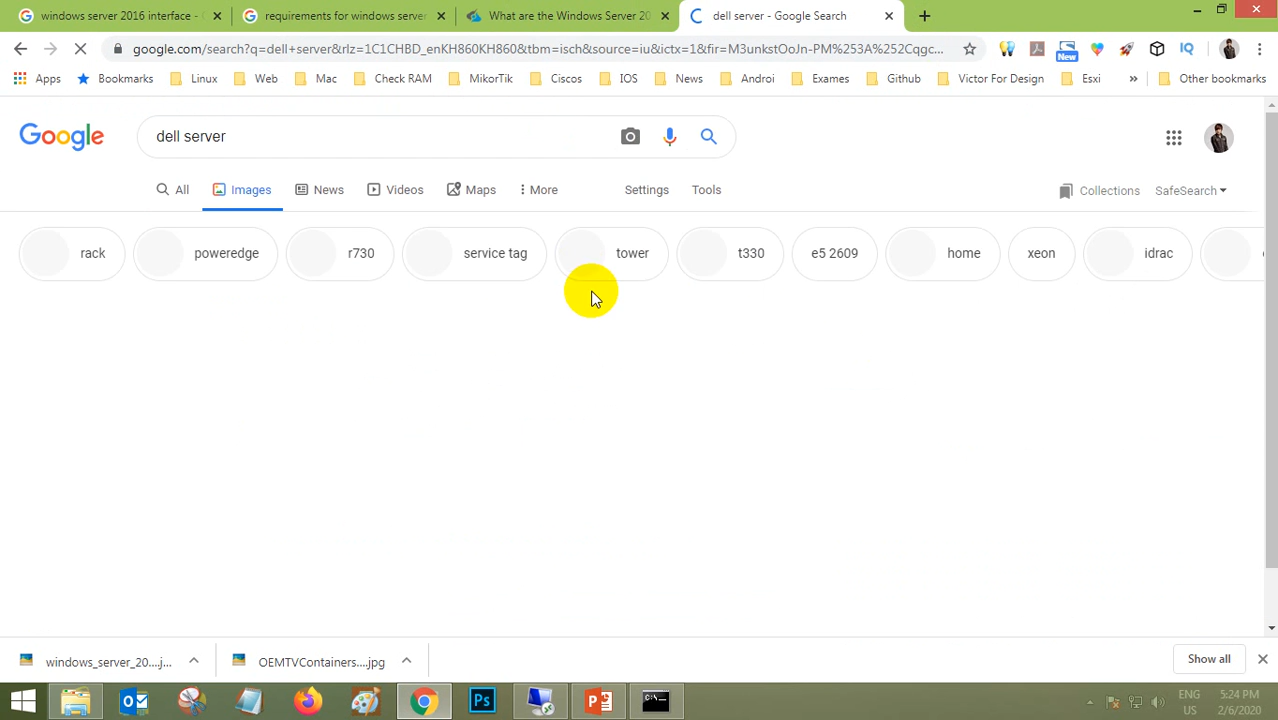 windows server 2016 interface - G
requirements for windows server
What are the Windows Server 20
dell server - Google Search
google.com/search?q=dell+server&rlz=1C1CHBD_enKH860KH860&tbm=isch&source=iu&ictx=1&fir=M3unkstOoJn-PM%253A%252Cqgc...
New
Apps Bookmarks Linux Web Mac Check RAM MikorTik Ciscos IOS News Androi Exames Github Victor For Design Esxi » Other bookmarks
Google
dell server
All Images News Videos Maps More Settings Tools Collections SafeSearch
rack poweredge r730 service tag tower t330 e5 2609 home xeon idrac
windows_server_20....j... OEMTVContainers....jpg Show all
ENG 5:24 PM
US 2/6/2020